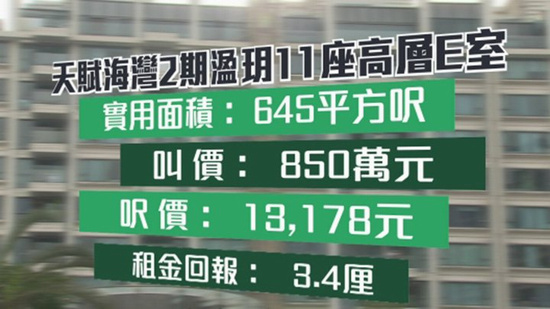 天賦海灣2期溋玥11座高層E室
實用面積：645平方呎
叫價：850萬元
呎價：13,178元
租金回報：3.4厘